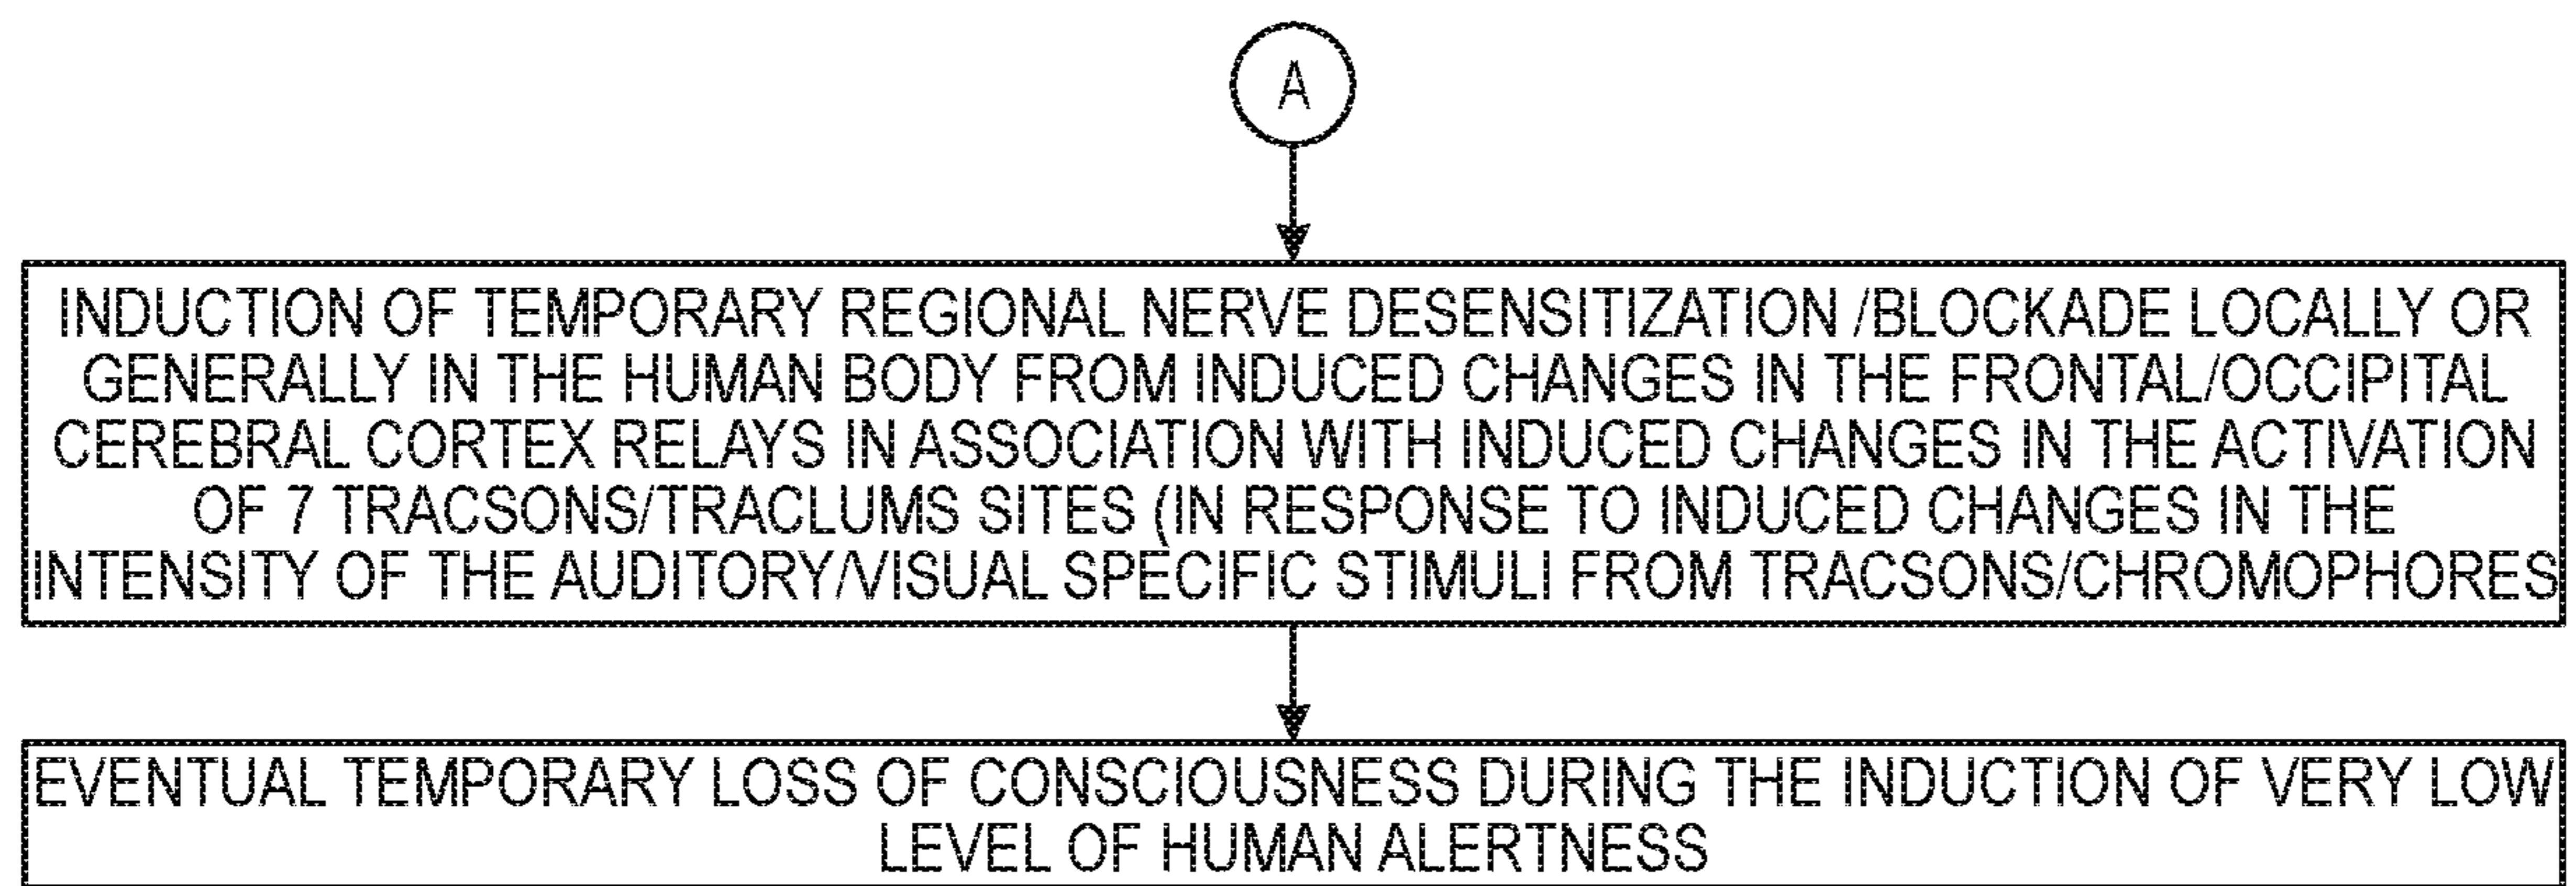 A
INDUCTION OF TEMPORARY REGIONAL NERVE DESENSITIZATION /BLOCKADE LOCALLY OR
GENERALLY IN THE HUMAN BODY FROM INDUCED CHANGES IN THE FRONTAL/OCCIPITAL
CEREBRAL CORTEX RELAYS IN ASSOCIATION WITH INDUCED CHANGES IN THE ACTIVATION
OF 7 TRACSONS/TRACLUMS SITES (IN RESPONSE TO INDUCED CHANGES IN THE
INTENSITY OF THE AUDITORY/VISUAL SPECIFIC STIMULI FROM TRACSONS/CHROMOPHORES
EVENTUAL TEMPORARY LOSS OF CONSCIOUSNESS DURING THE INDUCTION OF VERY LOW
LEVEL OF HUMAN ALERTNESS